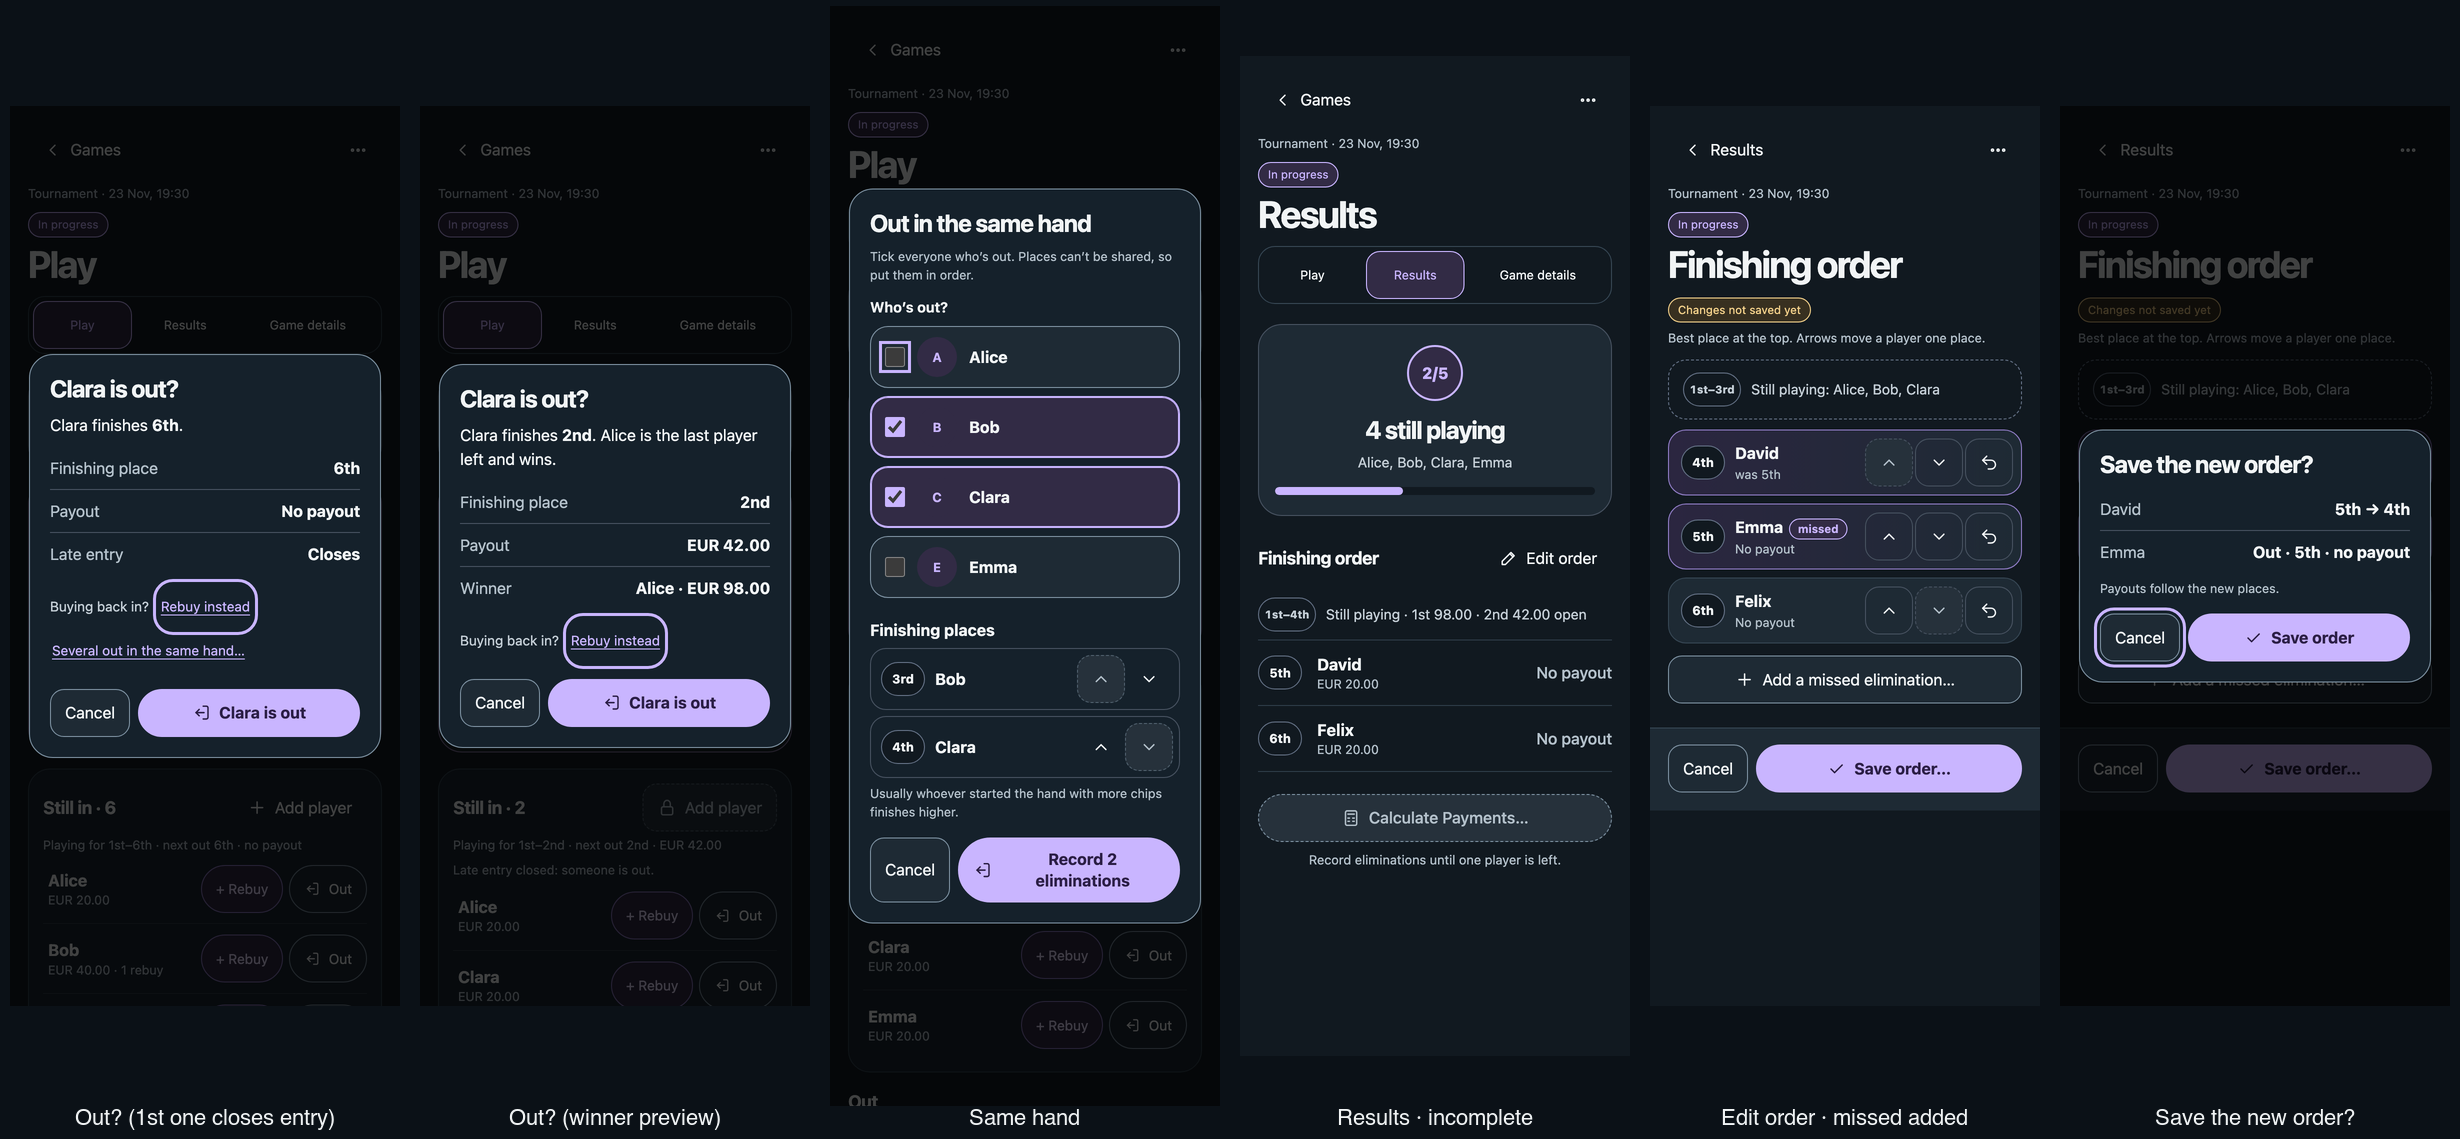 Games
Tournament · 23 Nov, 19:30
In progress
Play
Play
Results
Game details
Clara is out?
Clara finishes 6th.
Finishing place 6th
Payout No payout
Late entry Closes
Buying back in? Rebuy instead
Several out in the same hand...
Cancel
Clara is out
Still in · 6
+ Add player
Playing for 1st–6th · next out 6th · no payout
Alice
EUR 20.00
+ Rebuy
Out
Bob
EUR 40.00 · 1 rebuy
+ Rebuy
Out
Out? (1st one closes entry)
Games
Tournament · 23 Nov, 19:30
In progress
Play
Play
Results
Game details
Clara is out?
Clara finishes 2nd. Alice is the last player
left and wins.
Finishing place 2nd
Payout EUR 42.00
Winner Alice · EUR 98.00
Buying back in? Rebuy instead
Cancel
Clara is out
Still in · 2
Add player
Playing for 1st–2nd · next out 2nd · EUR 42.00
Late entry closed: someone is out.
Alice
EUR 20.00
+ Rebuy
Out
Clara
EUR 20.00
+ Rebuy
Out
Out? (winner preview)
Games
Tournament · 23 Nov, 19:30
In progress
Play
Out in the same hand
Tick everyone who's out. Places can't be shared, so
put them in order.
Who's out?
A Alice
B Bob
C Clara
E Emma
Finishing places
3rd Bob
4th Clara
Usually whoever started the hand with more chips
finishes higher.
Cancel
Record 2
eliminations
Clara
EUR 20.00
+ Rebuy
Out
Emma
EUR 20.00
+ Rebuy
Out
Out
Same hand
Games
Tournament · 23 Nov, 19:30
In progress
Results
Play
Results
Game details
2/5
4 still playing
Alice, Bob, Clara, Emma
Finishing order
Edit order
1st–4th Still playing · 1st 98.00 · 2nd 42.00 open
5th David No payout
EUR 20.00
6th Felix No payout
EUR 20.00
Calculate Payments...
Record eliminations until one player is left.
Results · incomplete
Results
Tournament · 23 Nov, 19:30
In progress
Finishing order
Changes not saved yet
Best place at the top. Arrows move a player one place.
1st–3rd Still playing: Alice, Bob, Clara
4th David
was 5th
5th Emma missed
No payout
6th Felix
No payout
+ Add a missed elimination...
Cancel
Save order...
Edit order · missed added
Results
Tournament · 23 Nov, 19:30
In progress
Finishing order
Changes not saved yet
Best place at the top. Arrows move a player one place.
1st–3rd Still playing: Alice, Bob, Clara
Save the new order?
David 5th → 4th
Emma Out · 5th · no payout
Payouts follow the new places.
Cancel
Save order
+ Add a missed elimination...
Cancel
Save order...
Save the new order?